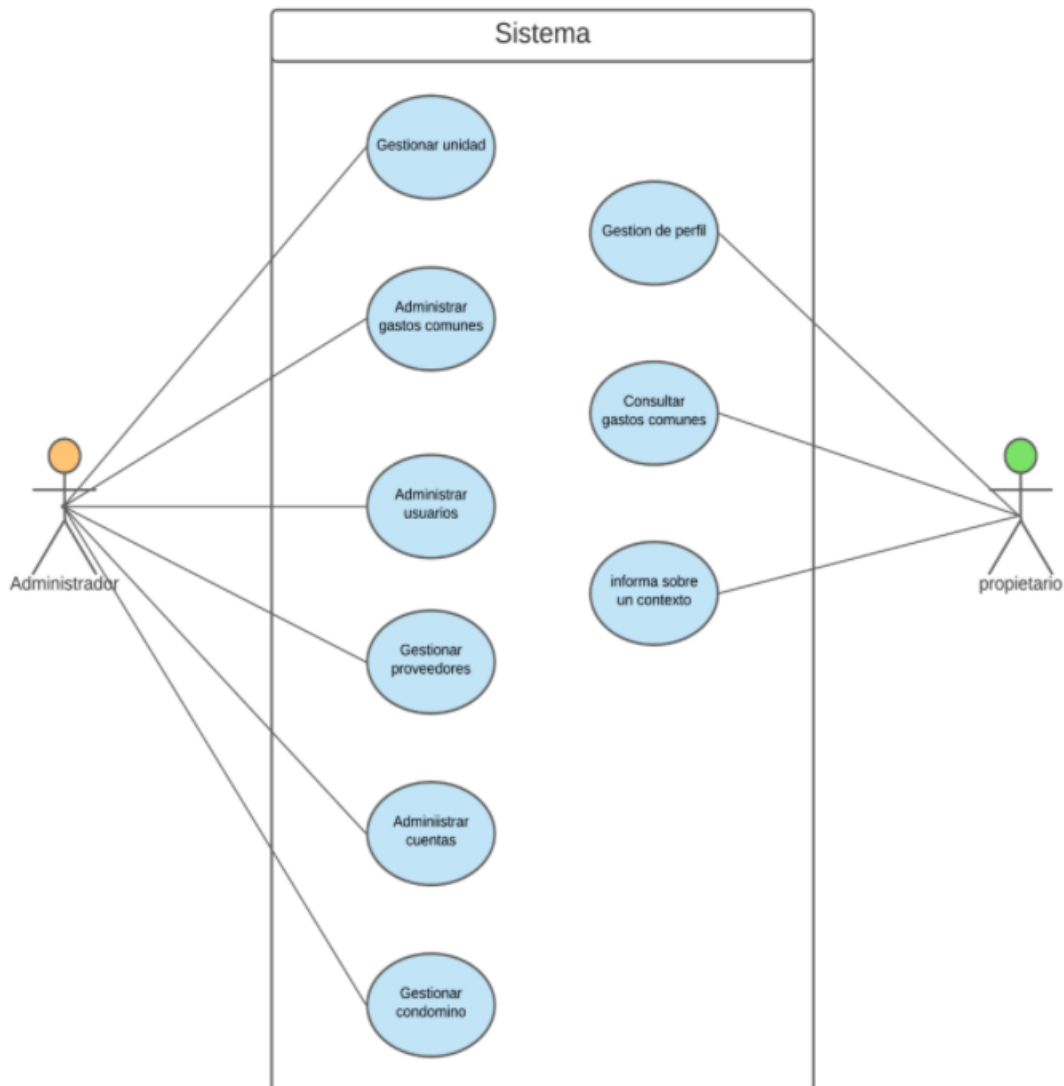 Sistema
Gestionar unidad
Gestion de perfil
Administrar
gastos comunes
Consultar
gastos comunes
Administrar
usuarios
Administrador
informa sobre
un contexto
propietario
Gestionar
proveedores
Adminiistrar
cuentas
Gestionar
condomino